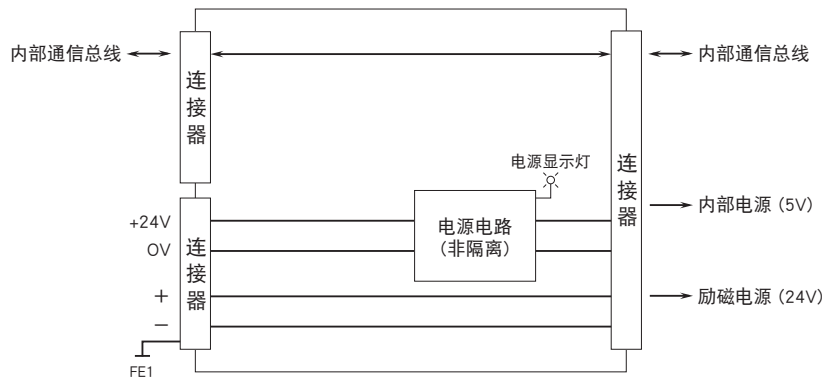 内部通信总线
内部通信总线
连接器
连接器
电源显示灯
+24V
0V
连接器
电源电路
(非隔离)
内部电源 (5V)
+
−
励磁电源 (24V)
FE1